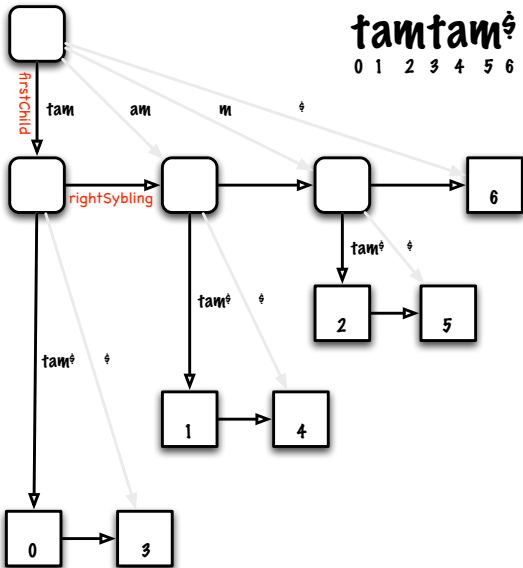 tamtam$
0 1 2 3 4 5 6
firstChild
tam am m $
rightSybling
6
tam$ $
2 5
tam$ $
1 4
tam$ $
0 3